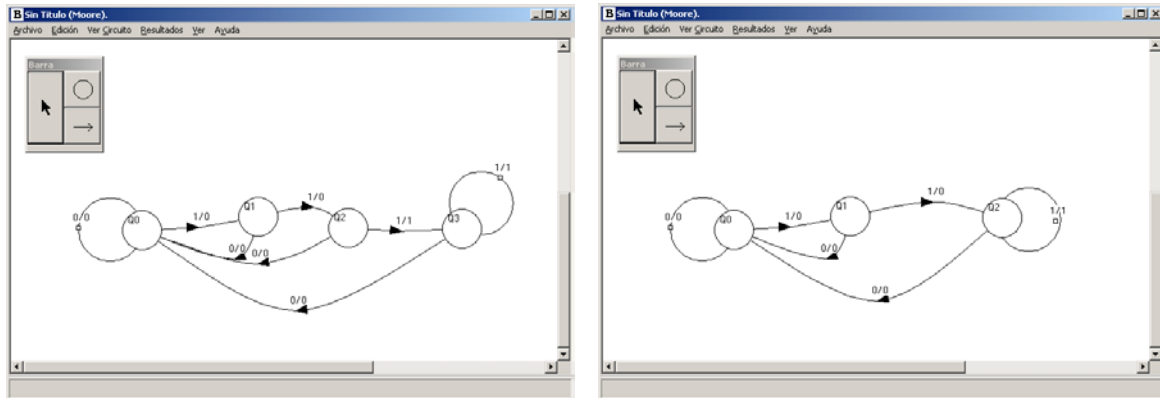 B Sin Título (Moore).
Archivo Edición Ver Circuito Resultados Ver Ayuda
Barra
1/1
0/0 Q0 1/0 Q1 1/0 Q2 1/1 Q3
0/0 0/0
0/0
B Sin Título (Moore).
Archivo Edición Ver Circuito Resultados Ver Ayuda
Barra
0/0 Q0 1/0 Q1 1/0 Q2 1/1
0/0
0/0